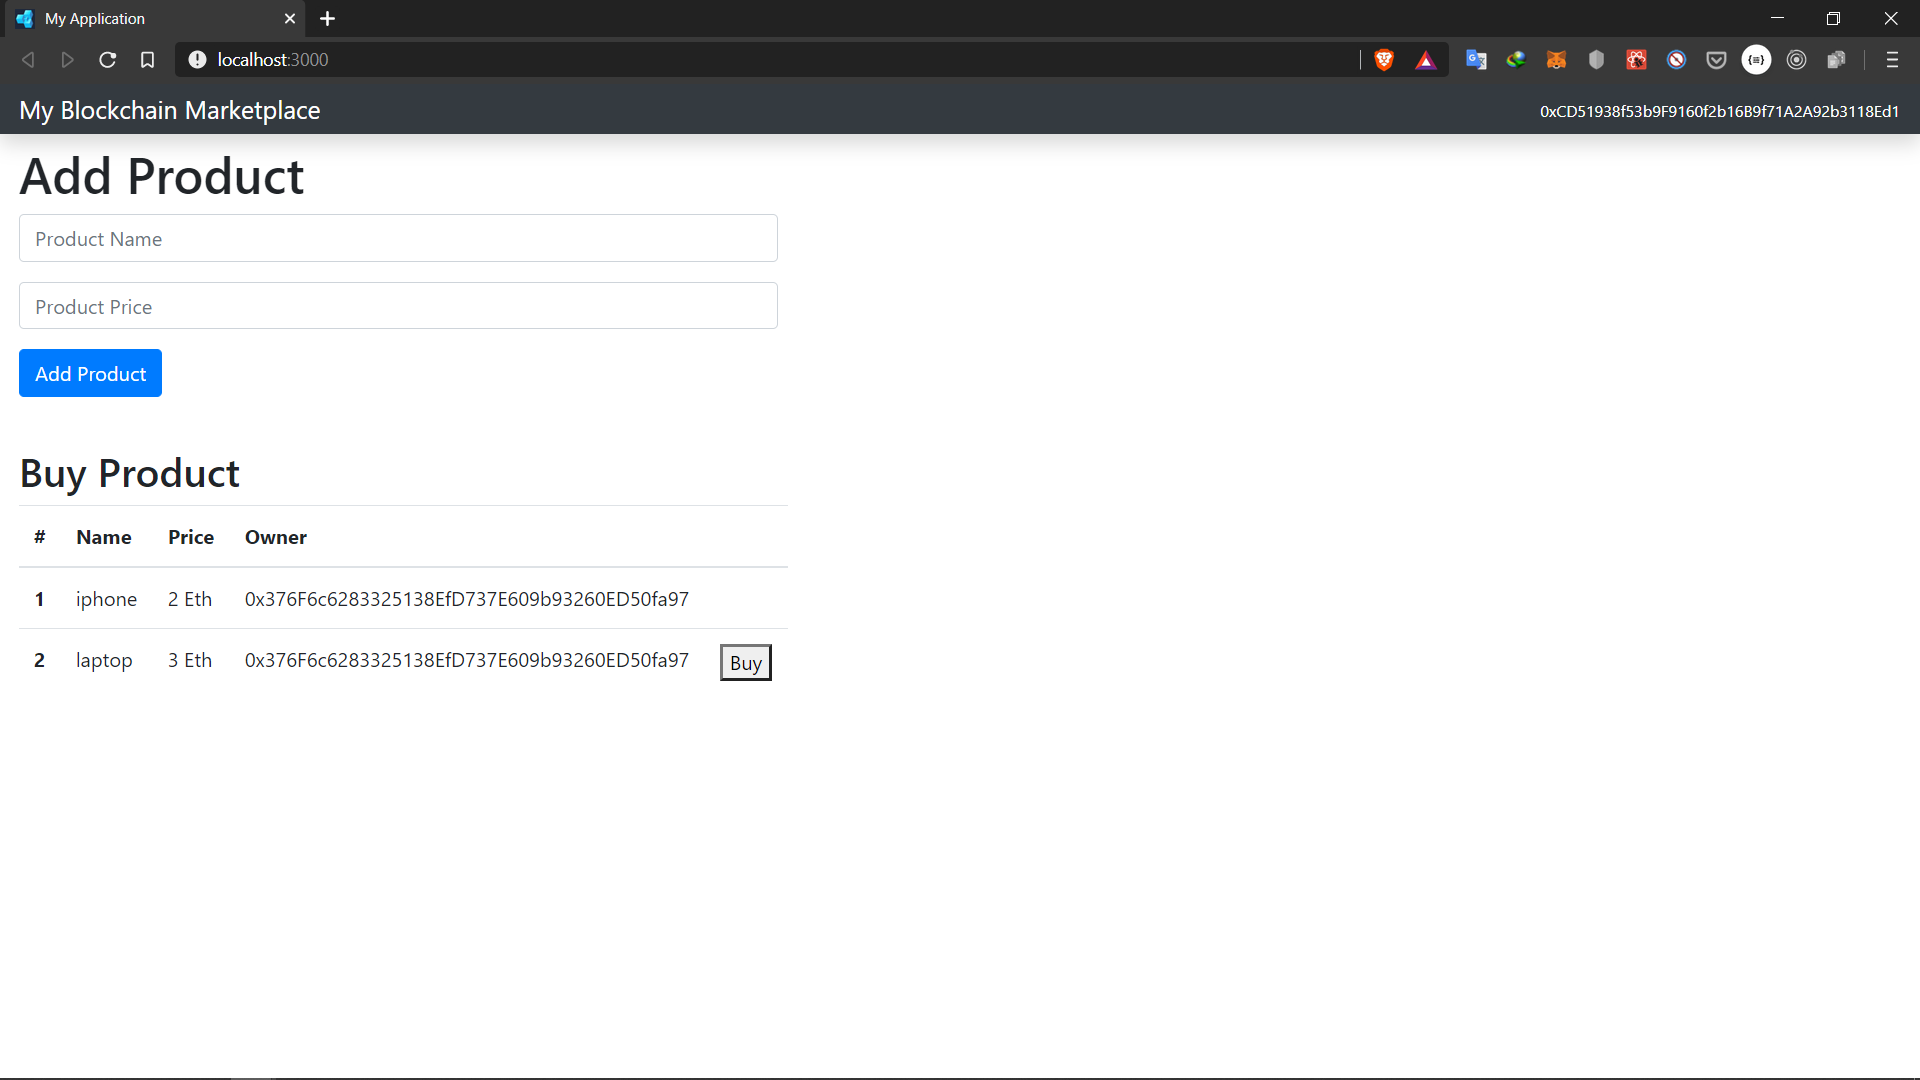 My Application
localhost:3000
My Blockchain Marketplace
0xCD51938f53b9F9160f2b16B9f71A2A92b3118Ed1
Add Product
Product Name
Product Price
Add Product
Buy Product
# Name Price Owner
1 iphone 2 Eth 0x376F6c6283325138EfD737E609b93260ED50fa97
2 laptop 3 Eth 0x376F6c6283325138EfD737E609b93260ED50fa97 Buy